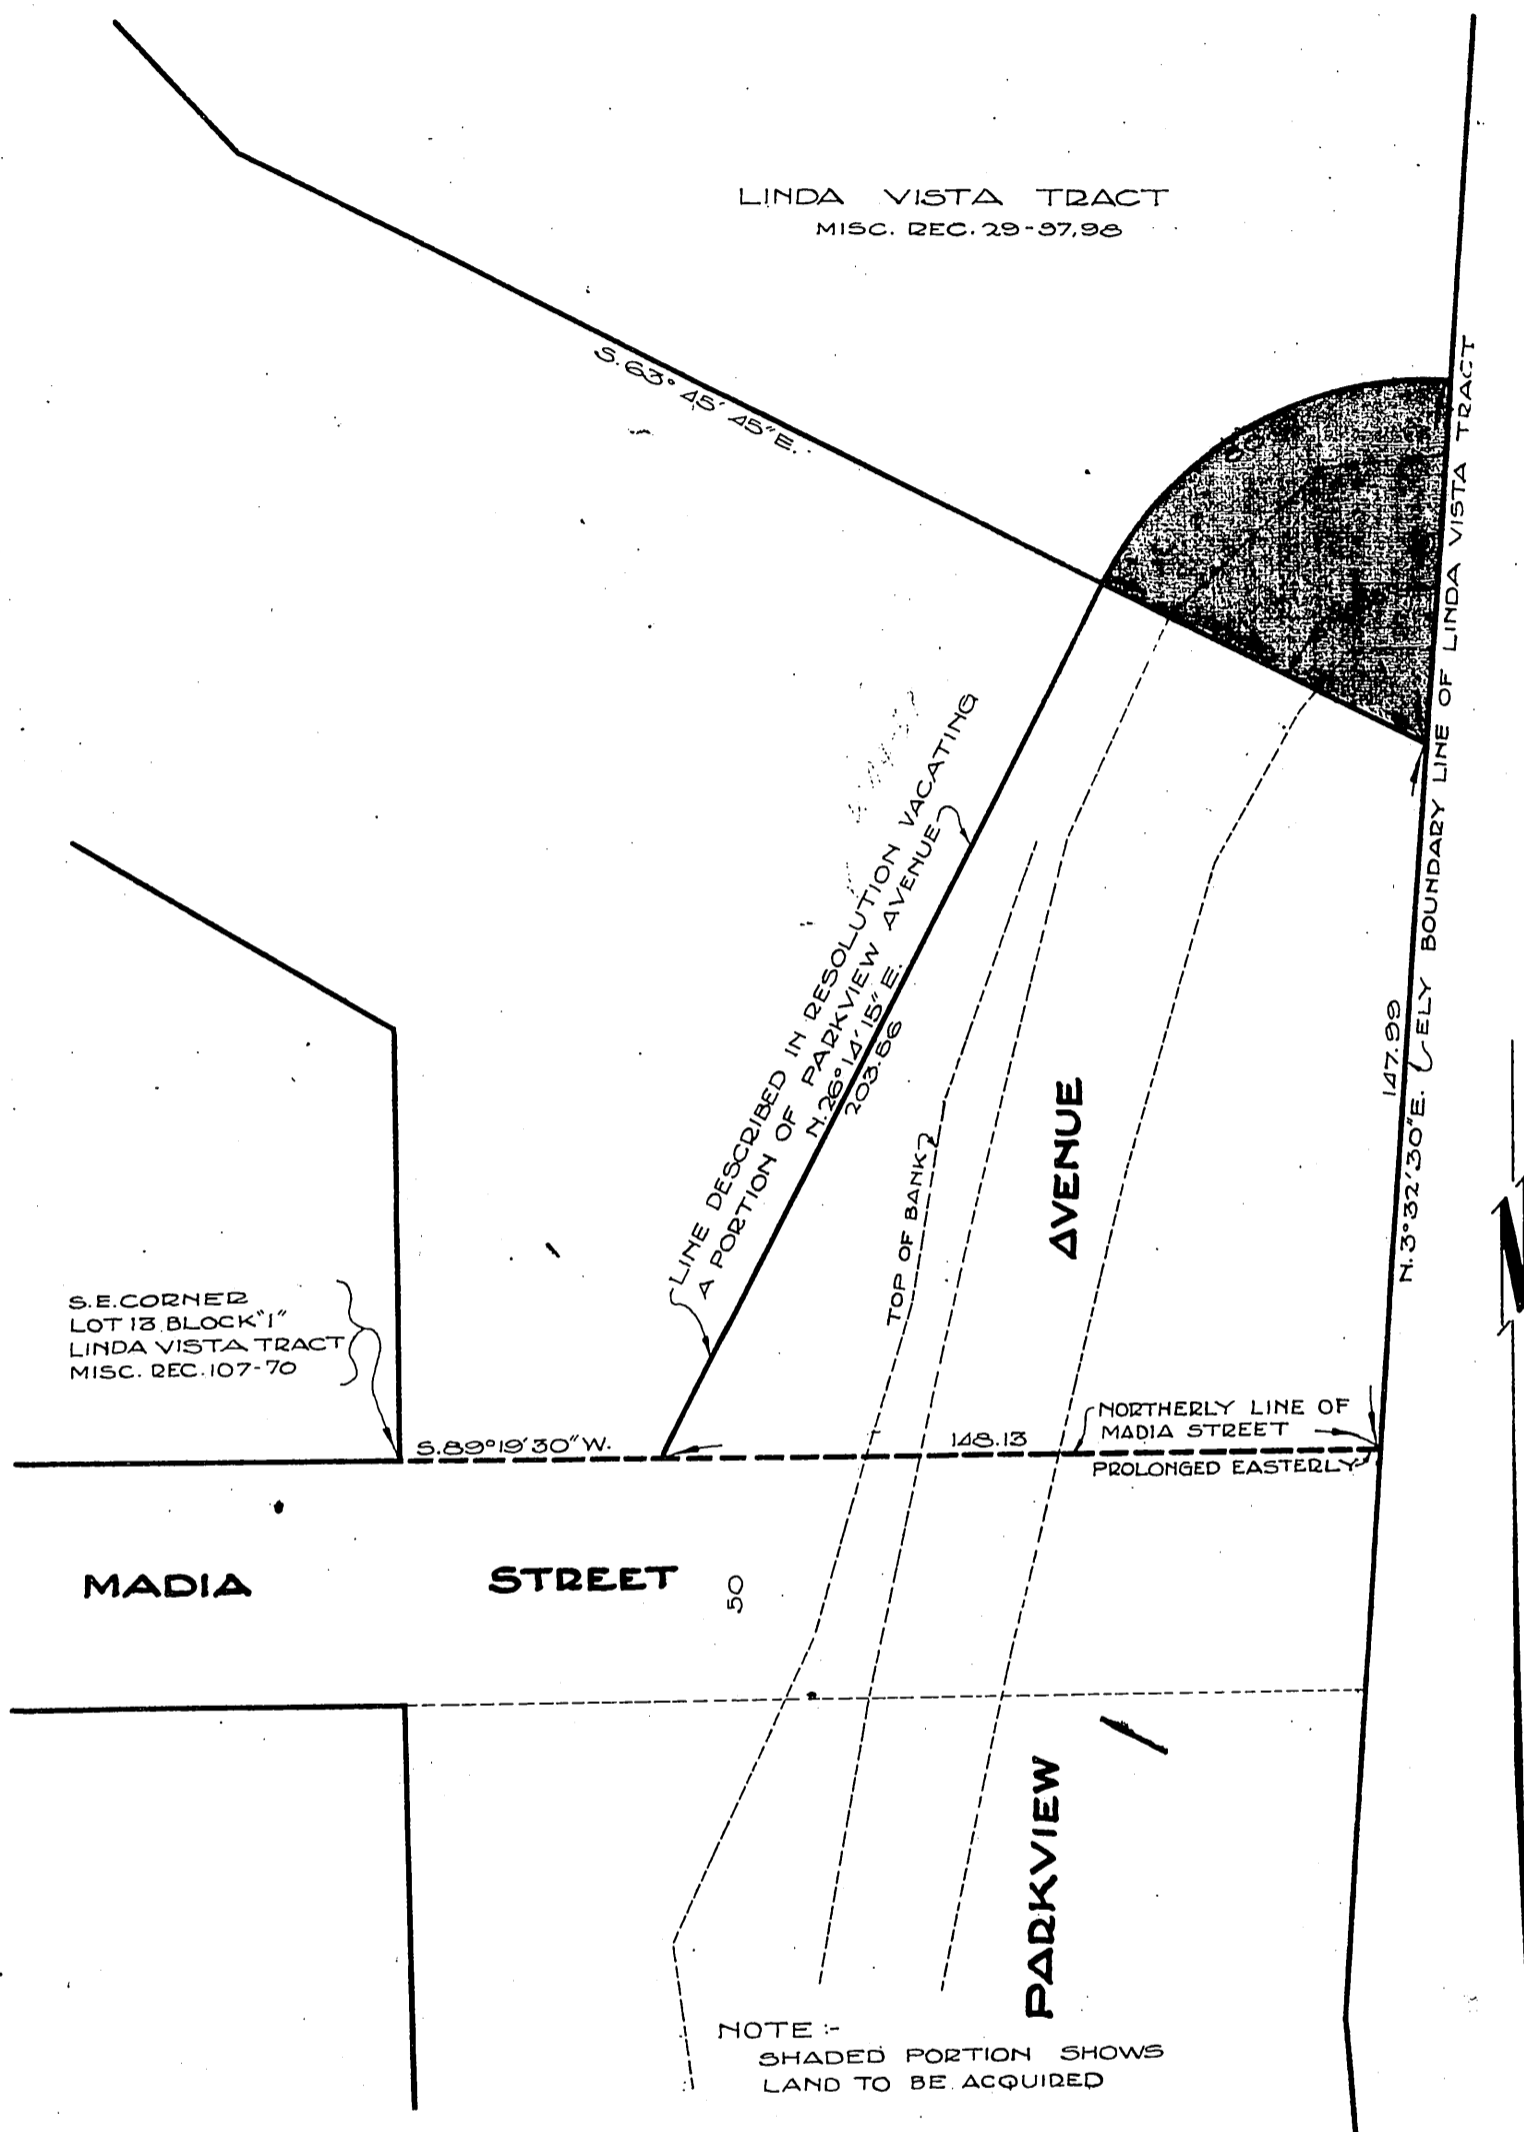 LINDA VISTA TRACT
MISC. REC. 29-97,98
S. 63° 45' 45" E.
LINE DESCRIBED IN RESOLUTION VACATING
A PORTION OF PARKVIEW AVENUE
N. 26° 14' 15" E.
203.66
TOP OF BANK
AVENUE
147.99
N. 3° 32' 30" E.
ELY BOUNDARY LINE OF LINDA VISTA TRACT
S.E. CORNER
LOT 13 BLOCK "I"
LINDA VISTA TRACT
MISC. REC. 107-70
S. 89° 19' 30" W.
148.13
NORTHERLY LINE OF
MADIA STREET
PROLONGED EASTERLY
MADIA STREET
50
PARKVIEW
NOTE :-
SHADED PORTION SHOWS
LAND TO BE ACQUIRED
N